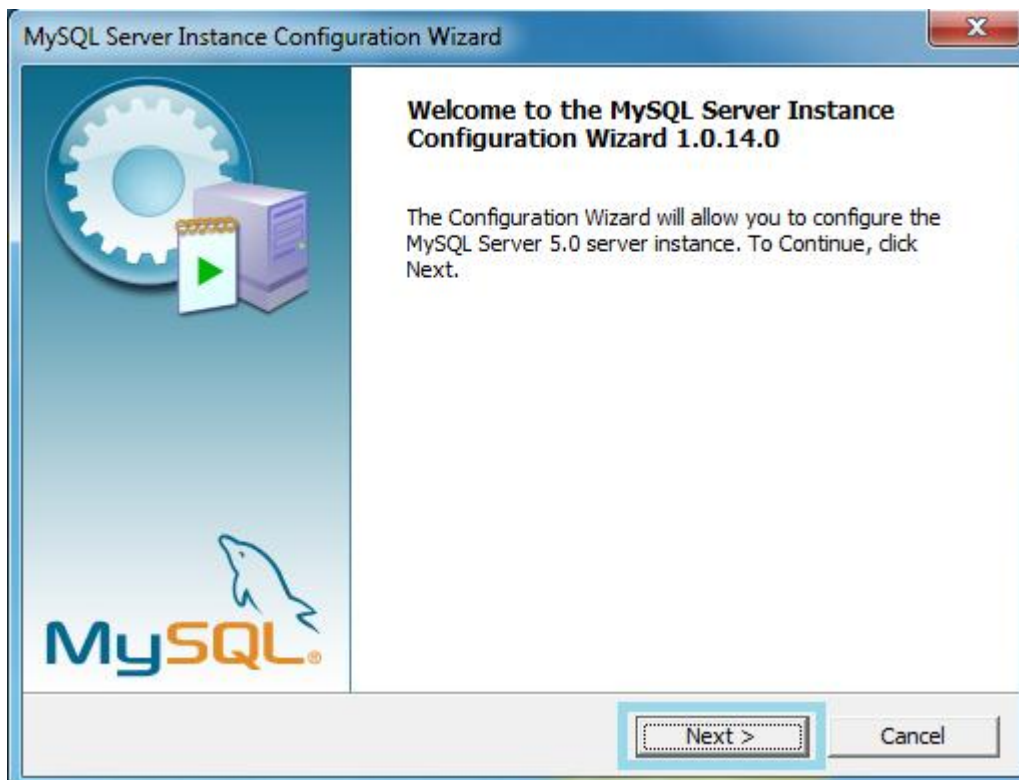 MySQL Server Instance Configuration Wizard
X
Welcome to the MySQL Server Instance
Configuration Wizard 1.0.14.0
The Configuration Wizard will allow you to configure the
MySQL Server 5.0 server instance. To Continue, click
Next.
MySQL®
Next >
Cancel